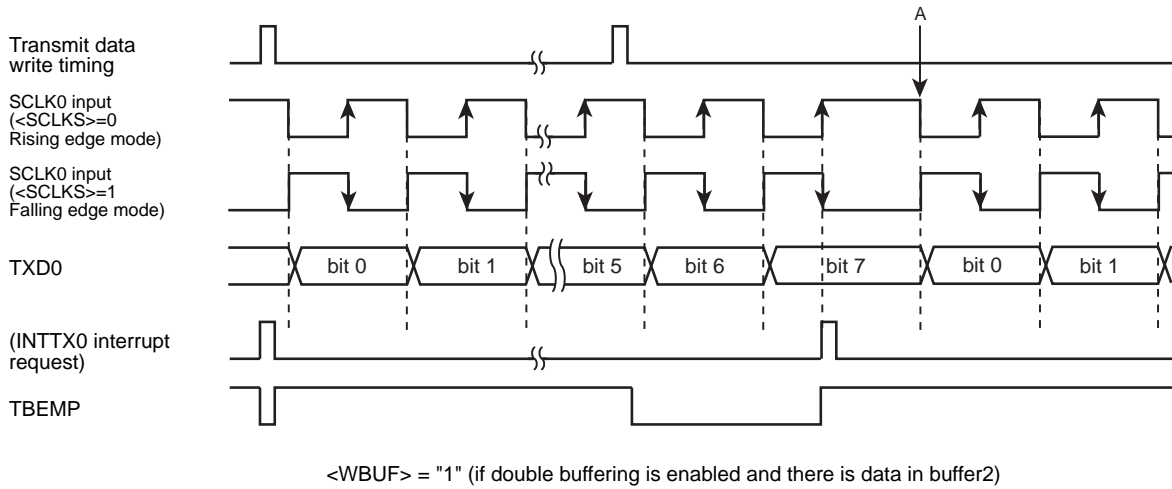 A
Transmit data
write timing
SCLK0 input
(<SCLKS>=0
Rising edge mode)
SCLK0 input
(<SCLKS>=1
Falling edge mode)
TXD0
bit 0
bit 1
bit 5
bit 6
bit 7
bit 0
bit 1
(INTTX0 interrupt
request)
TBEMP
<WBUF> = "1" (if double buffering is enabled and there is data in buffer2)